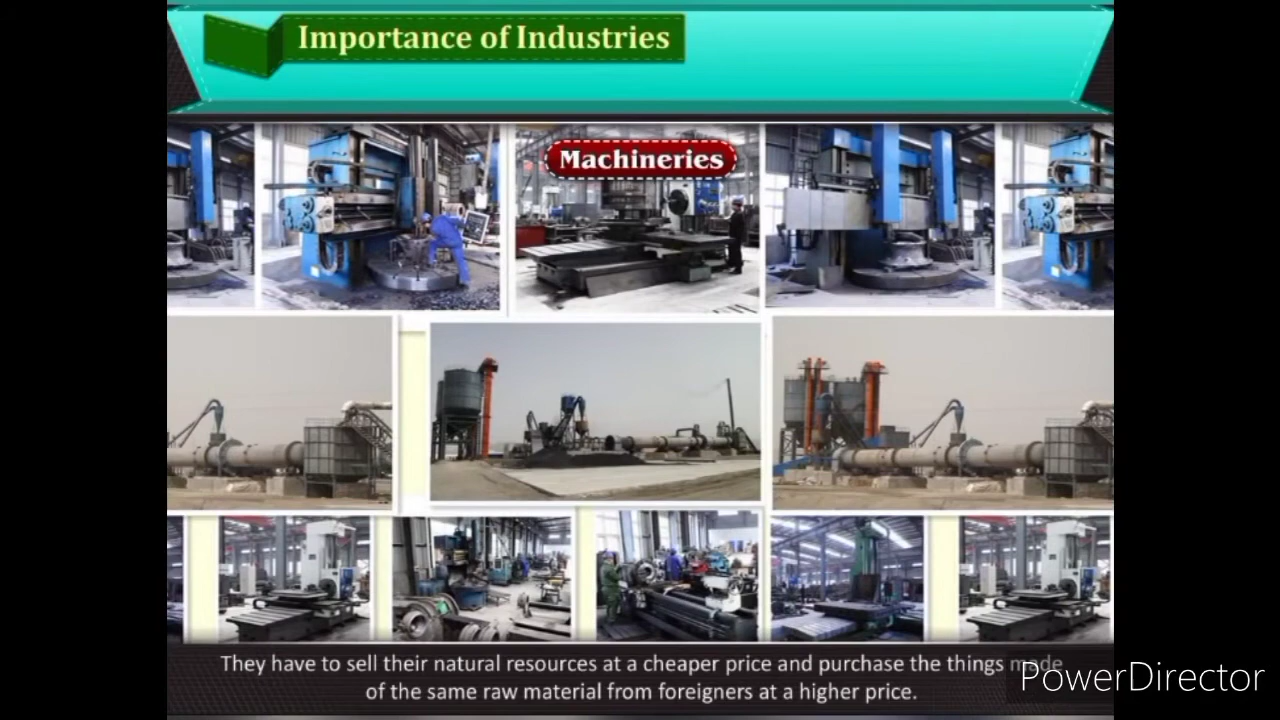 Importance of Industries
Machineries
They have to sell their natural resources at a cheaper price and purchase the things made
of the same raw material from foreigners at a higher price.
PowerDirector